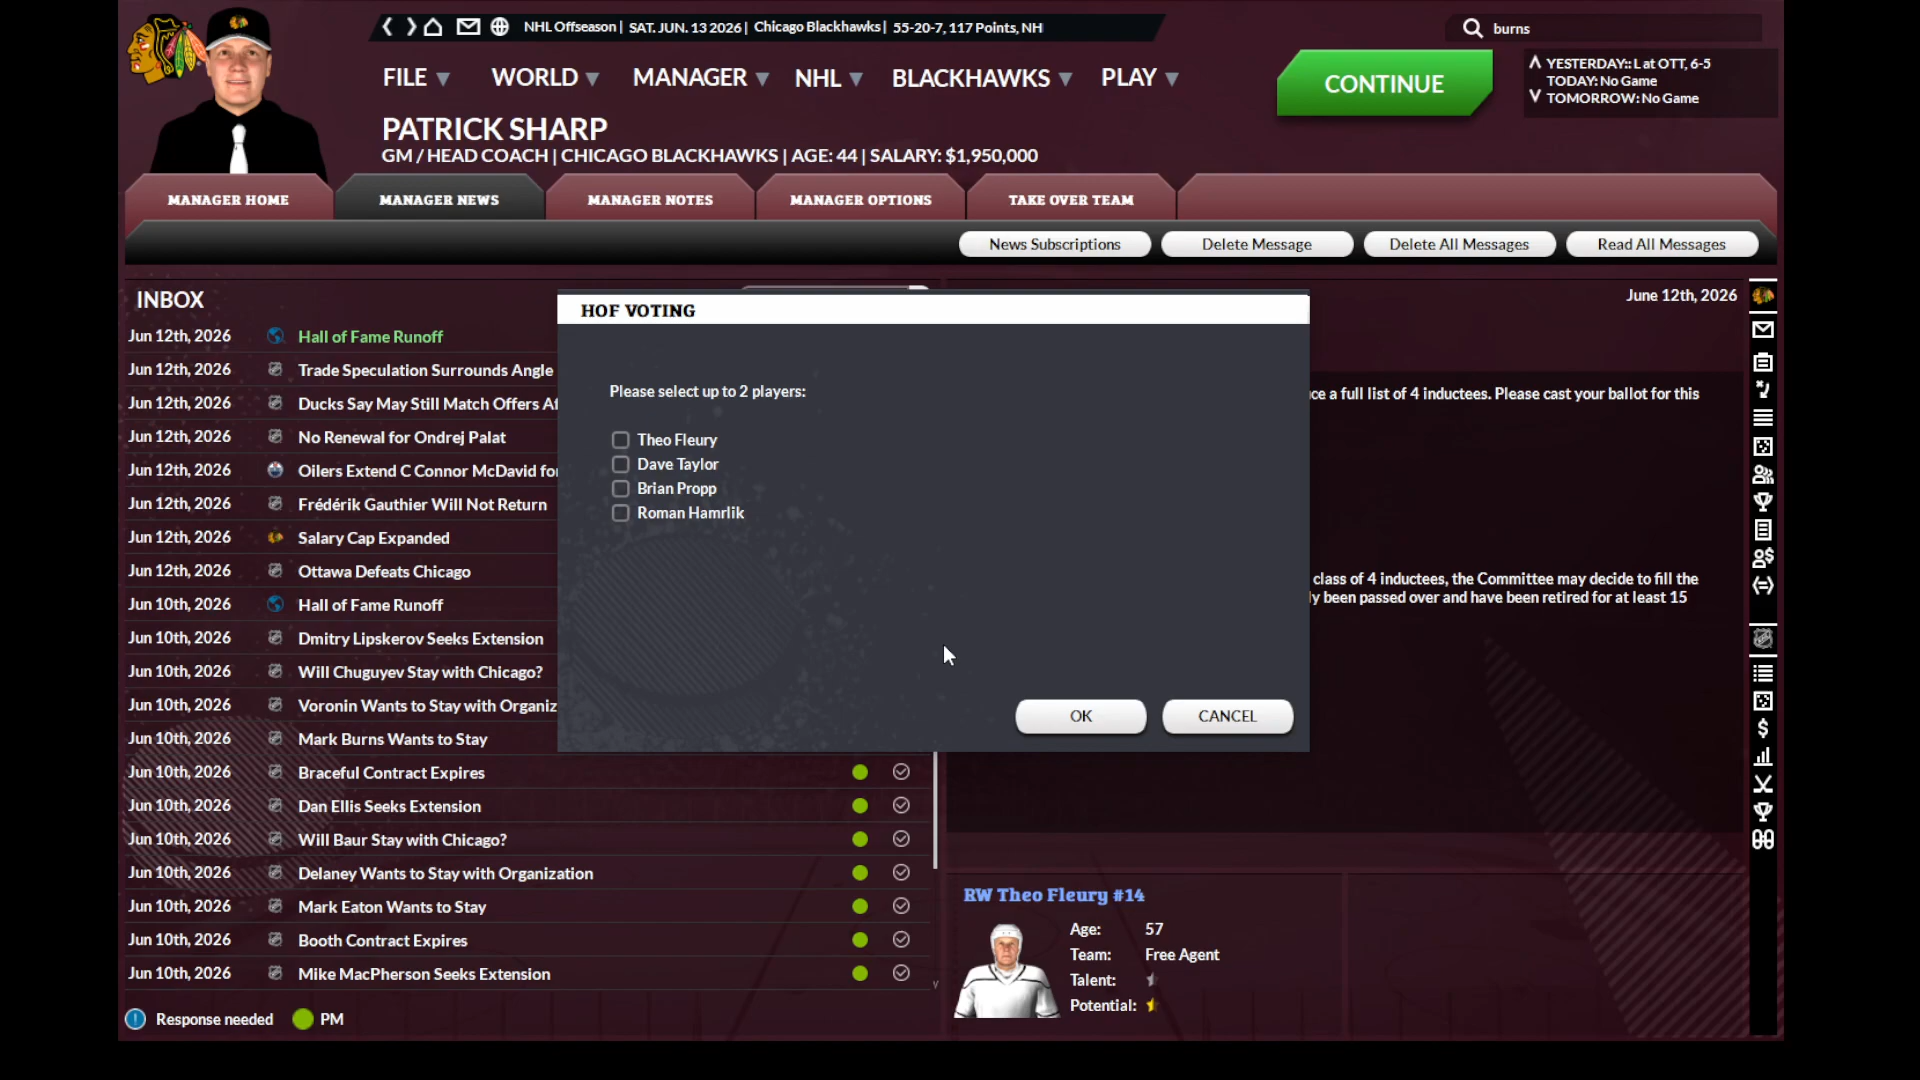 NHL Offseason | SAT. JUN. 13 2026 | Chicago Blackhawks | 55-20-7, 117 Points, NH
burns
FILE WORLD MANAGER NHL BLACKHAWKS PLAY
CONTINUE
YESTERDAY:: L at OTT, 6-5
TODAY: No Game
TOMORROW: No Game
PATRICK SHARP
GM / HEAD COACH | CHICAGO BLACKHAWKS | AGE: 44 | SALARY: $1,950,000
MANAGER HOME MANAGER NEWS MANAGER NOTES MANAGER OPTIONS TAKE OVER TEAM
News Subscriptions Delete Message Delete All Messages Read All Messages
INBOX
Jun 12th, 2026 Hall of Fame Runoff
Jun 12th, 2026 Trade Speculation Surrounds Angle
Jun 12th, 2026 Ducks Say May Still Match Offers Af
Jun 12th, 2026 No Renewal for Ondrej Palat
Jun 12th, 2026 Oilers Extend C Connor McDavid for
Jun 12th, 2026 Frédérik Gauthier Will Not Return
Jun 12th, 2026 Salary Cap Expanded
Jun 12th, 2026 Ottawa Defeats Chicago
Jun 10th, 2026 Hall of Fame Runoff
Jun 10th, 2026 Dmitry Lipskerov Seeks Extension
Jun 10th, 2026 Will Chuguyev Stay with Chicago?
Jun 10th, 2026 Voronin Wants to Stay with Organiz
Jun 10th, 2026 Mark Burns Wants to Stay
Jun 10th, 2026 Braceful Contract Expires
Jun 10th, 2026 Dan Ellis Seeks Extension
Jun 10th, 2026 Will Baur Stay with Chicago?
Jun 10th, 2026 Delaney Wants to Stay with Organization
Jun 10th, 2026 Mark Eaton Wants to Stay
Jun 10th, 2026 Booth Contract Expires
Jun 10th, 2026 Mike MacPherson Seeks Extension
Response needed PM
HOF VOTING
Please select up to 2 players:
Theo Fleury
Dave Taylor
Brian Propp
Roman Hamrlik
OK CANCEL
June 12th, 2026
ce a full list of 4 inductees. Please cast your ballot for this
class of 4 inductees, the Committee may decide to fill the
y been passed over and have been retired for at least 15
RW Theo Fleury #14
Age: 57
Team: Free Agent
Talent:
Potential: